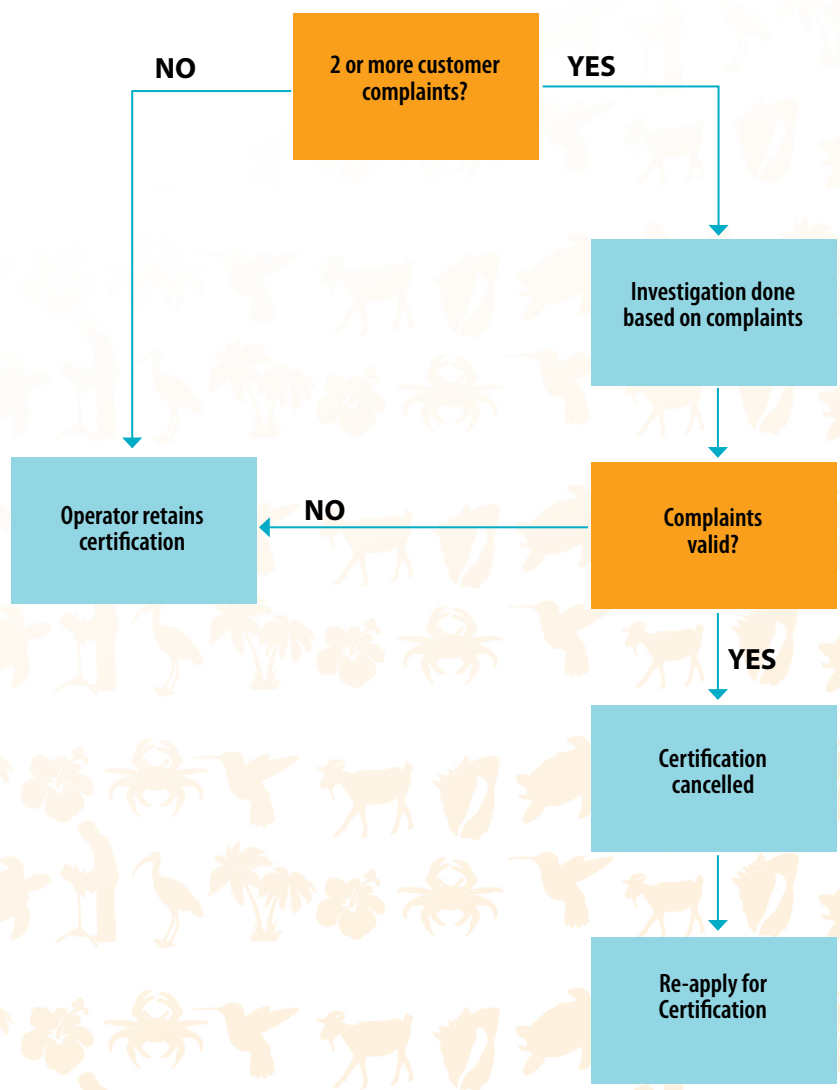 NO
2 or more customer
complaints?
YES
Investigation done
based on complaints
Operator retains
certification
NO
Complaints
valid?
YES
Certification
cancelled
Re-apply for
Certification